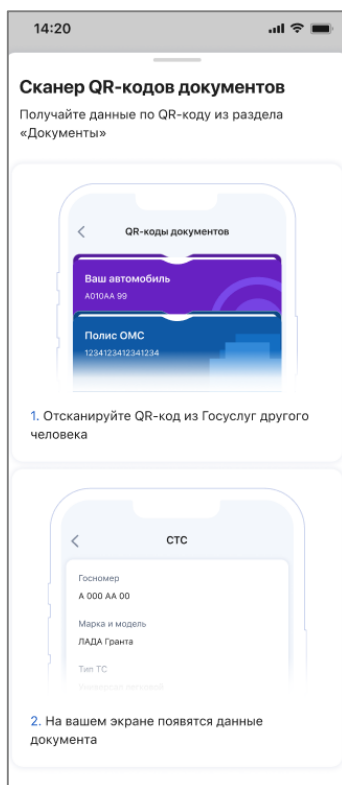 14:20
Сканер QR-кодов документов
Получайте данные по QR-коду из раздела
«Документы»
QR-коды документов
Ваш автомобиль
А010АА 99
Полис ОМС
1234123412341234
1. Отсканируйте QR-код из Госуслуг другого
человека
СТС
Госномер
А 000 АА 00
Марка и модель
ЛАДА Гранта
Тип ТС
Универсал легковой
2. На вашем экране появятся данные
документа